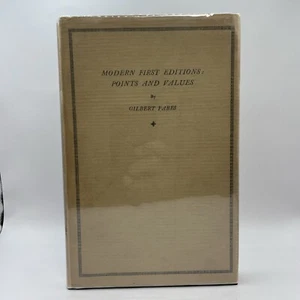 MODERN FIRST EDITIONS:
POINTS AND VALUES
By
GILBERT FABES